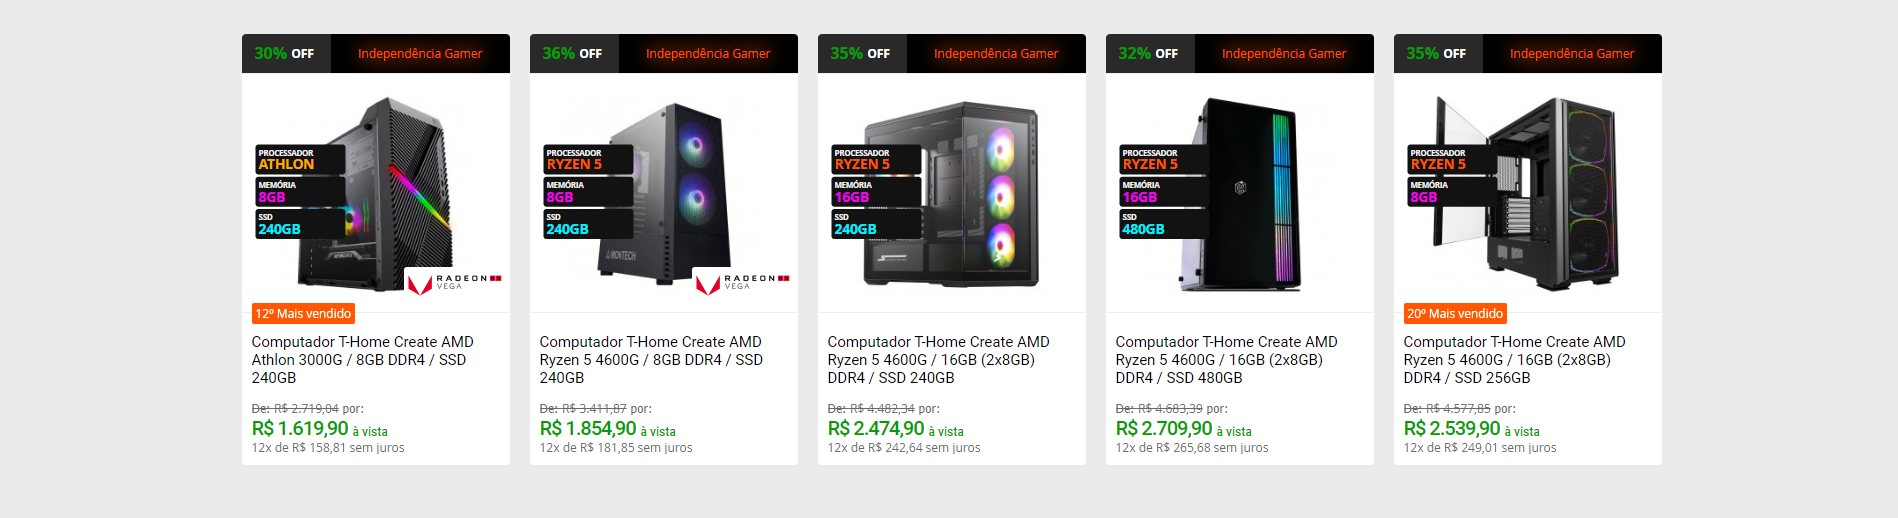 30% OFF
Independência Gamer
PROCESSADOR
ATHLON
MEMÓRIA
8GB
SSD
240GB
RADEON
VEGA
12º Mais vendido
Computador T-Home Create AMD
Athlon 3000G / 8GB DDR4 / SSD
240GB
De: R$ 2.719,04 por:
R$ 1.619,90 à vista
12x de R$ 158,81 sem juros
36% OFF
Independência Gamer
PROCESSADOR
RYZEN 5
MEMÓRIA
8GB
SSD
240GB
MONTECH
RADEON
VEGA
Computador T-Home Create AMD
Ryzen 5 4600G / 8GB DDR4 / SSD
240GB
De: R$ 3.411,87 por:
R$ 1.854,90 à vista
12x de R$ 181,85 sem juros
35% OFF
Independência Gamer
PROCESSADOR
RYZEN 5
MEMÓRIA
16GB
SSD
240GB
Computador T-Home Create AMD
Ryzen 5 4600G / 16GB (2x8GB)
DDR4 / SSD 240GB
De: R$ 4.482,34 por:
R$ 2.474,90 à vista
12x de R$ 242,64 sem juros
32% OFF
Independência Gamer
PROCESSADOR
RYZEN 5
MEMÓRIA
16GB
SSD
480GB
Computador T-Home Create AMD
Ryzen 5 4600G / 16GB (2x8GB)
DDR4 / SSD 480GB
De: R$ 4.683,39 por:
R$ 2.709,90 à vista
12x de R$ 265,68 sem juros
35% OFF
Independência Gamer
PROCESSADOR
RYZEN 5
MEMÓRIA
8GB
20º Mais vendido
Computador T-Home Create AMD
Ryzen 5 4600G / 16GB (2x8GB)
DDR4 / SSD 256GB
De: R$ 4.577,85 por:
R$ 2.539,90 à vista
12x de R$ 249,01 sem juros